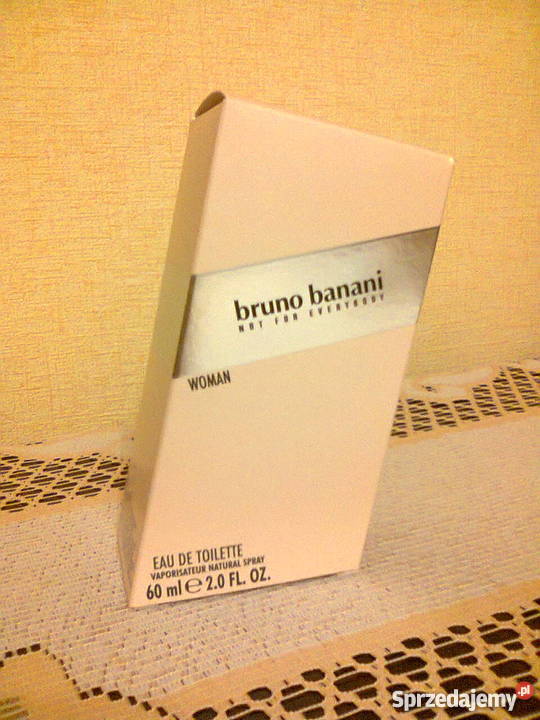 bruno banani
NOT FOR EVERYBODY
WOMAN
EAU DE TOILETTE
VAPORISATEUR NATURAL SPRAY
60 ml ℮ 2.0 FL. OZ.
Sprzedajemy.pl